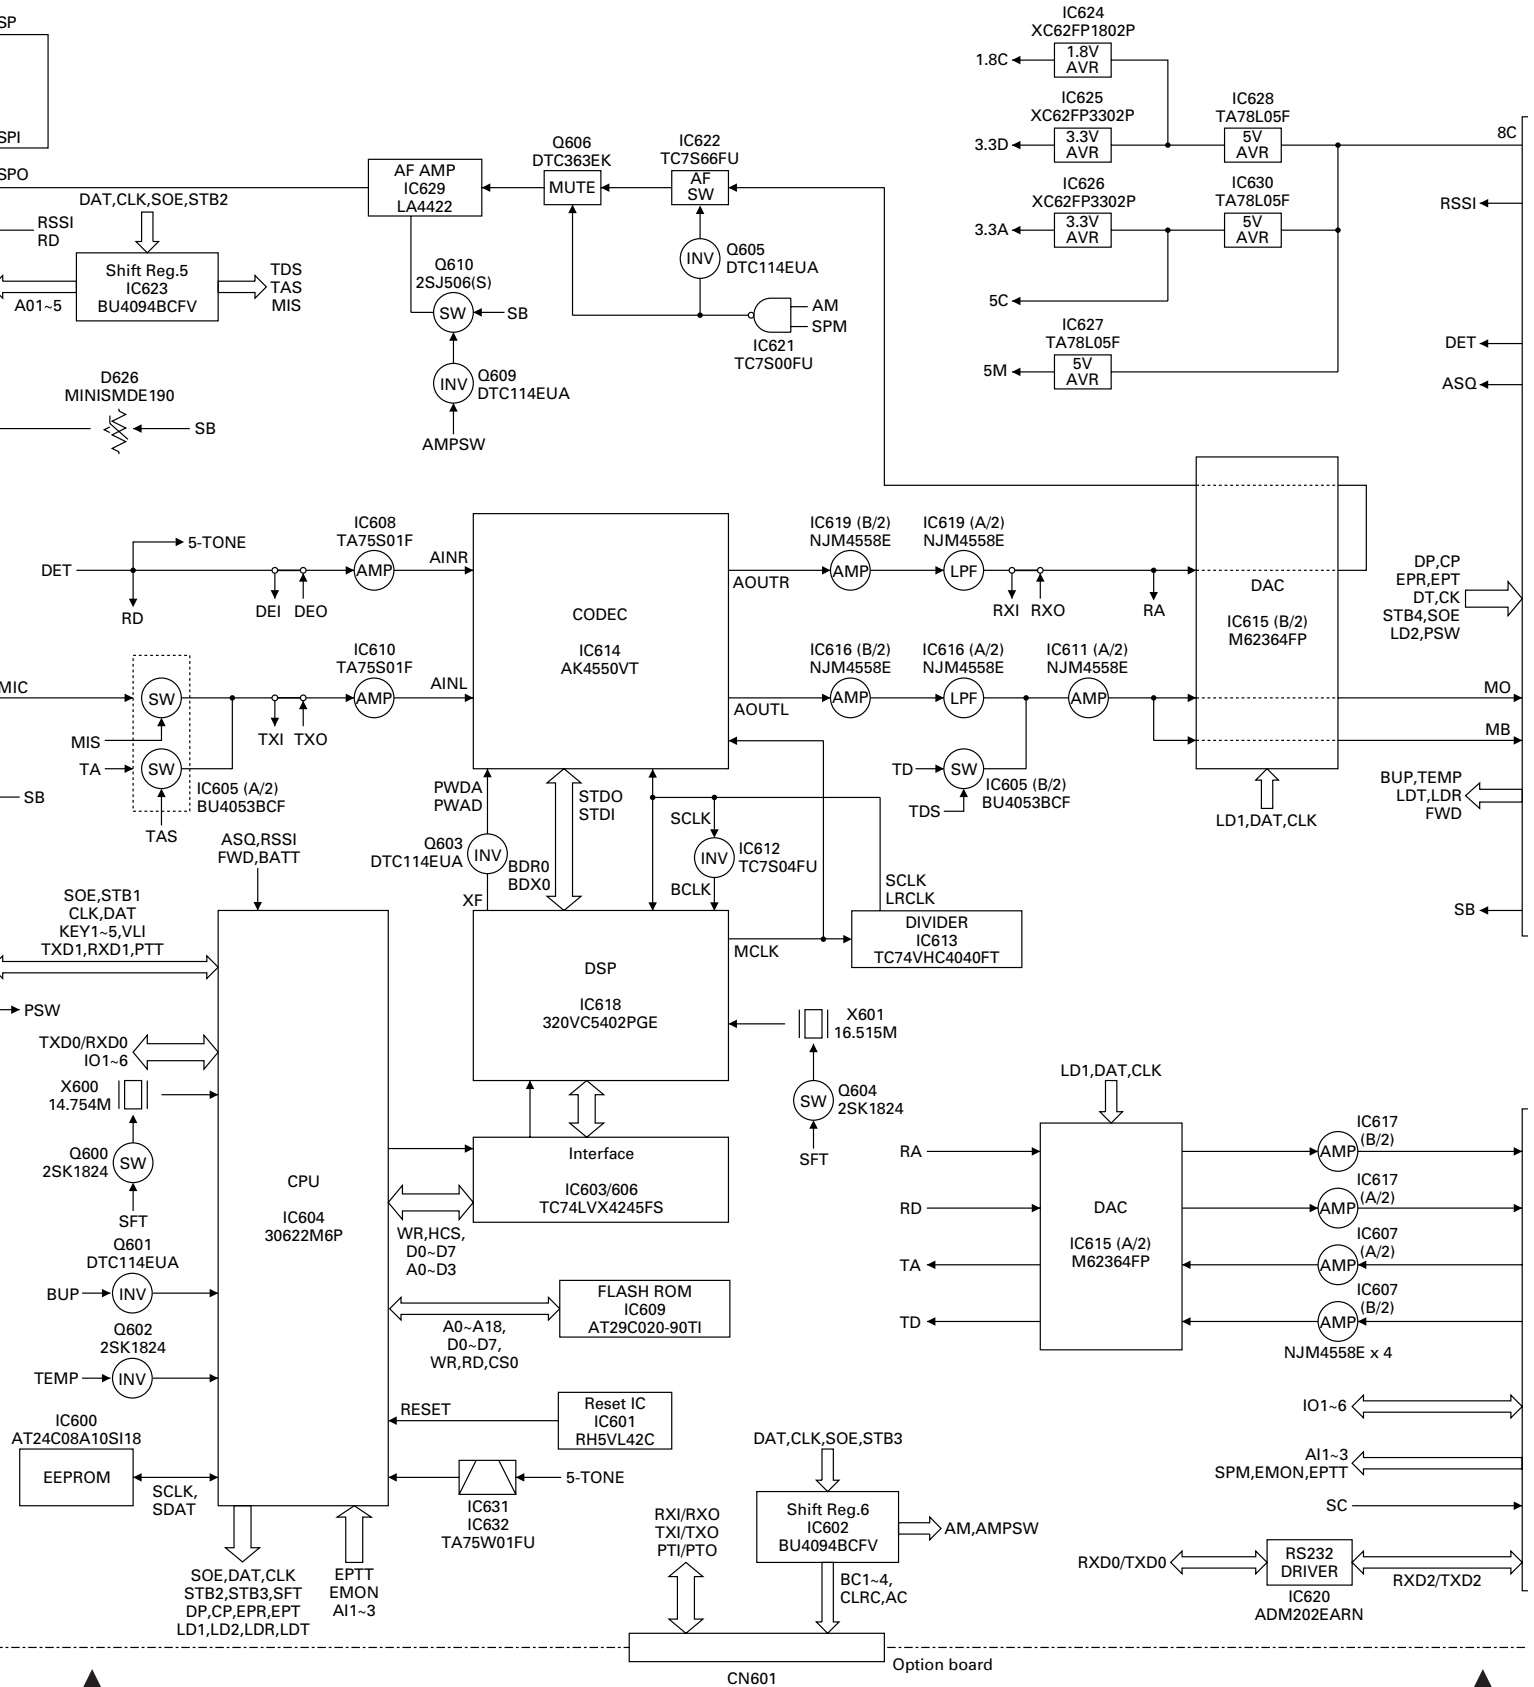 SP
SPI
SPO
RSSI
RD
DAT,CLK,SOE,STB2
Shift Reg.5
IC623
BU4094BCFV
A01~5
TDS
TAS
MIS
AF AMP
IC629
LA4422
Q606
DTC363EK
MUTE
IC622
TC7S66FU
AF
SW
INV
Q605
DTC114EUA
AM
SPM
IC621
TC7S00FU
Q610
2SJ506(S)
SW
SB
INV
Q609
DTC114EUA
AMPSW
D626
MINISMDE190
SB
IC624
XC62FP1802P
1.8C
1.8V
AVR
IC625
XC62FP3302P
3.3D
3.3V
AVR
IC628
TA78L05F
5V
AVR
8C
IC626
XC62FP3302P
3.3A
3.3V
AVR
IC630
TA78L05F
5V
AVR
RSSI
5C
IC627
TA78L05F
5M
5V
AVR
DET
ASQ
DET
5-TONE
RD
DEI
DEO
IC608
TA75S01F
AMP
AINR
CODEC
IC614
AK4550VT
AOUTR
IC619 (B/2)
NJM4558E
AMP
IC619 (A/2)
NJM4558E
LPF
RXI
RXO
RA
DAC
IC615 (B/2)
M62364FP
DP,CP
EPR,EPT
DT,CK
STB4,SOE
LD2,PSW
MIC
SW
MIS
TA
SW
TAS
IC605 (A/2)
BU4053BCF
TXI
TXO
IC610
TA75S01F
AMP
AINL
AOUTL
IC616 (B/2)
NJM4558E
AMP
IC616 (A/2)
NJM4558E
LPF
IC611 (A/2)
NJM4558E
AMP
MO
MB
TD
SW
TDS
IC605 (B/2)
BU4053BCF
LD1,DAT,CLK
BUP,TEMP
LDT,LDR
FWD
SB
SB
ASQ,RSSI
FWD,BATT
PWDA
PWAD
STDO
STDI
Q603
DTC114EUA
INV
BDR0
BDX0
XF
SCLK
INV
IC612
TC7S04FU
BCLK
SCLK
LRCLK
DIVIDER
IC613
TC74VHC4040FT
MCLK
DSP
IC618
320VC5402PGE
X601
16.515M
SW
Q604
2SK1824
SFT
SOE,STB1
CLK,DAT
KEY1~5,VLI
TXD1,RXD1,PTT
PSW
TXD0/RXD0
IO1~6
X600
14.754M
Q600
2SK1824
SW
SFT
Q601
DTC114EUA
BUP
INV
Q602
2SK1824
TEMP
INV
IC600
AT24C08A10SI18
EEPROM
SCLK,
SDAT
CPU
IC604
30622M6P
Interface
IC603/606
TC74LVX4245FS
WR,HCS,
D0~D7
A0~D3
FLASH ROM
IC609
AT29C020-90TI
A0~A18,
D0~D7,
WR,RD,CS0
RESET
Reset IC
IC601
RH5VL42C
5-TONE
IC631
IC632
TA75W01FU
SOE,DAT,CLK
STB2,STB3,SFT
DP,CP,EPR,EPT
LD1,LD2,LDR,LDT
EPTT
EMON
AI1~3
LD1,DAT,CLK
RA
RD
TA
TD
DAC
IC615 (A/2)
M62364FP
IC617
(B/2)
AMP
IC617
(A/2)
AMP
IC607
(A/2)
AMP
IC607
(B/2)
AMP
NJM4558E x 4
IO1~6
AI1~3
SPM,EMON,EPTT
SC
RXD0/TXD0
RS232
DRIVER
RXD2/TXD2
IC620
ADM202EARN
DAT,CLK,SOE,STB3
Shift Reg.6
IC602
BU4094BCFV
AM,AMPSW
RXI/RXO
TXI/TXO
PTI/PTO
BC1~4,
CLRC,AC
Option board
CN601